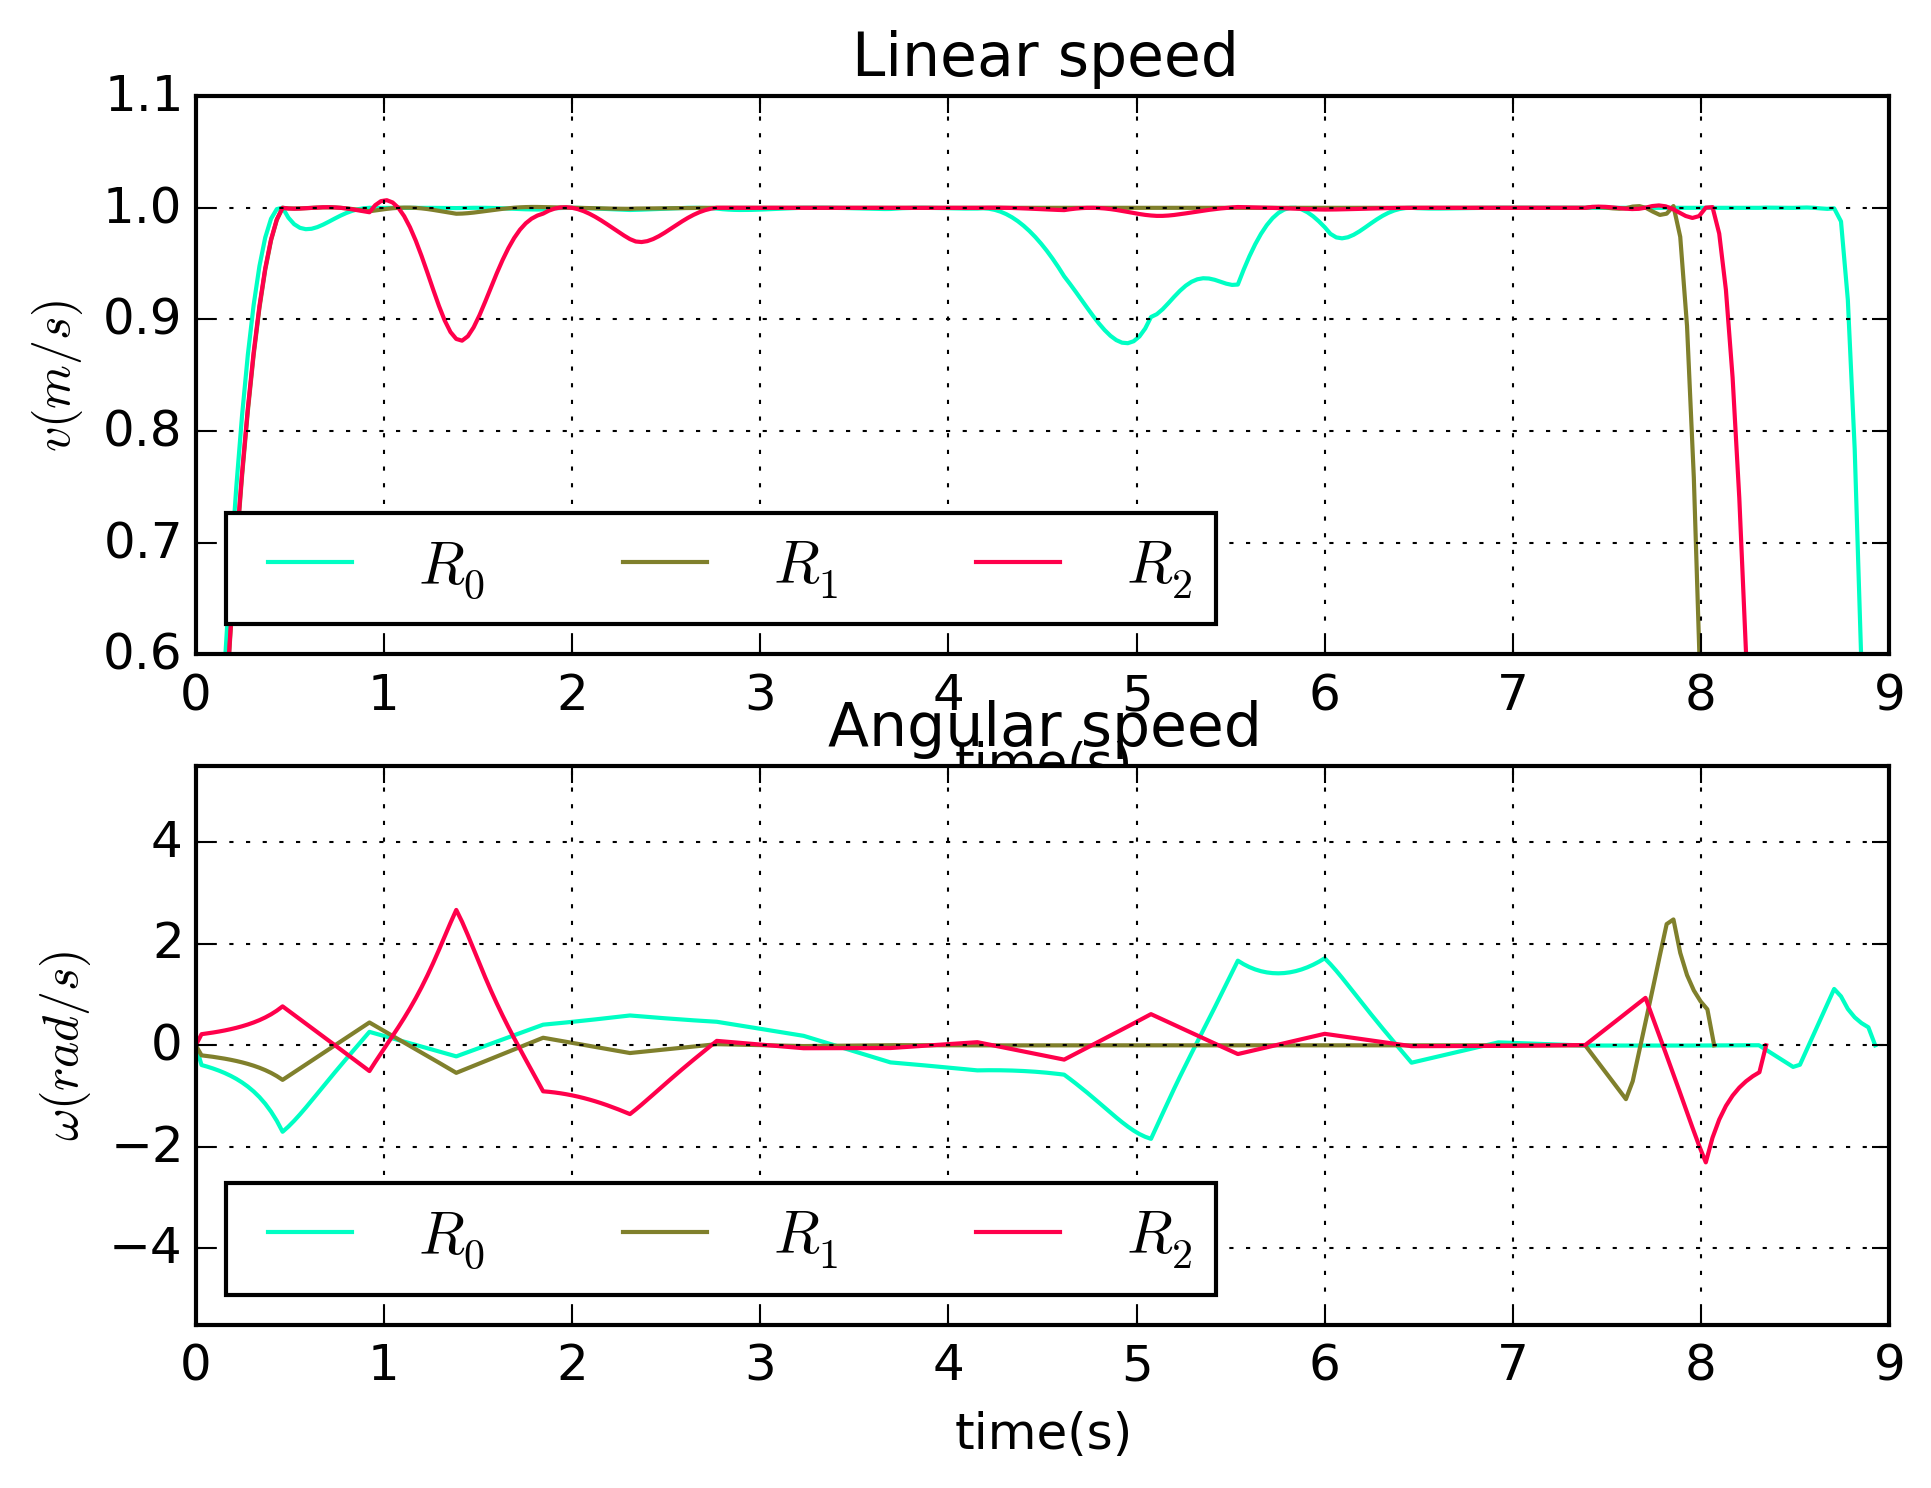 Linear speed
1.1
1.0
0.9
0.8
0.7
0.6
v(m/s)
R0 R1 R2
0 1 2 3 4 5 6 7 8 9
time(s)
Angular speed
4
2
0
−2
−4
ω(rad/s)
R0 R1 R2
0 1 2 3 4 5 6 7 8 9
time(s)